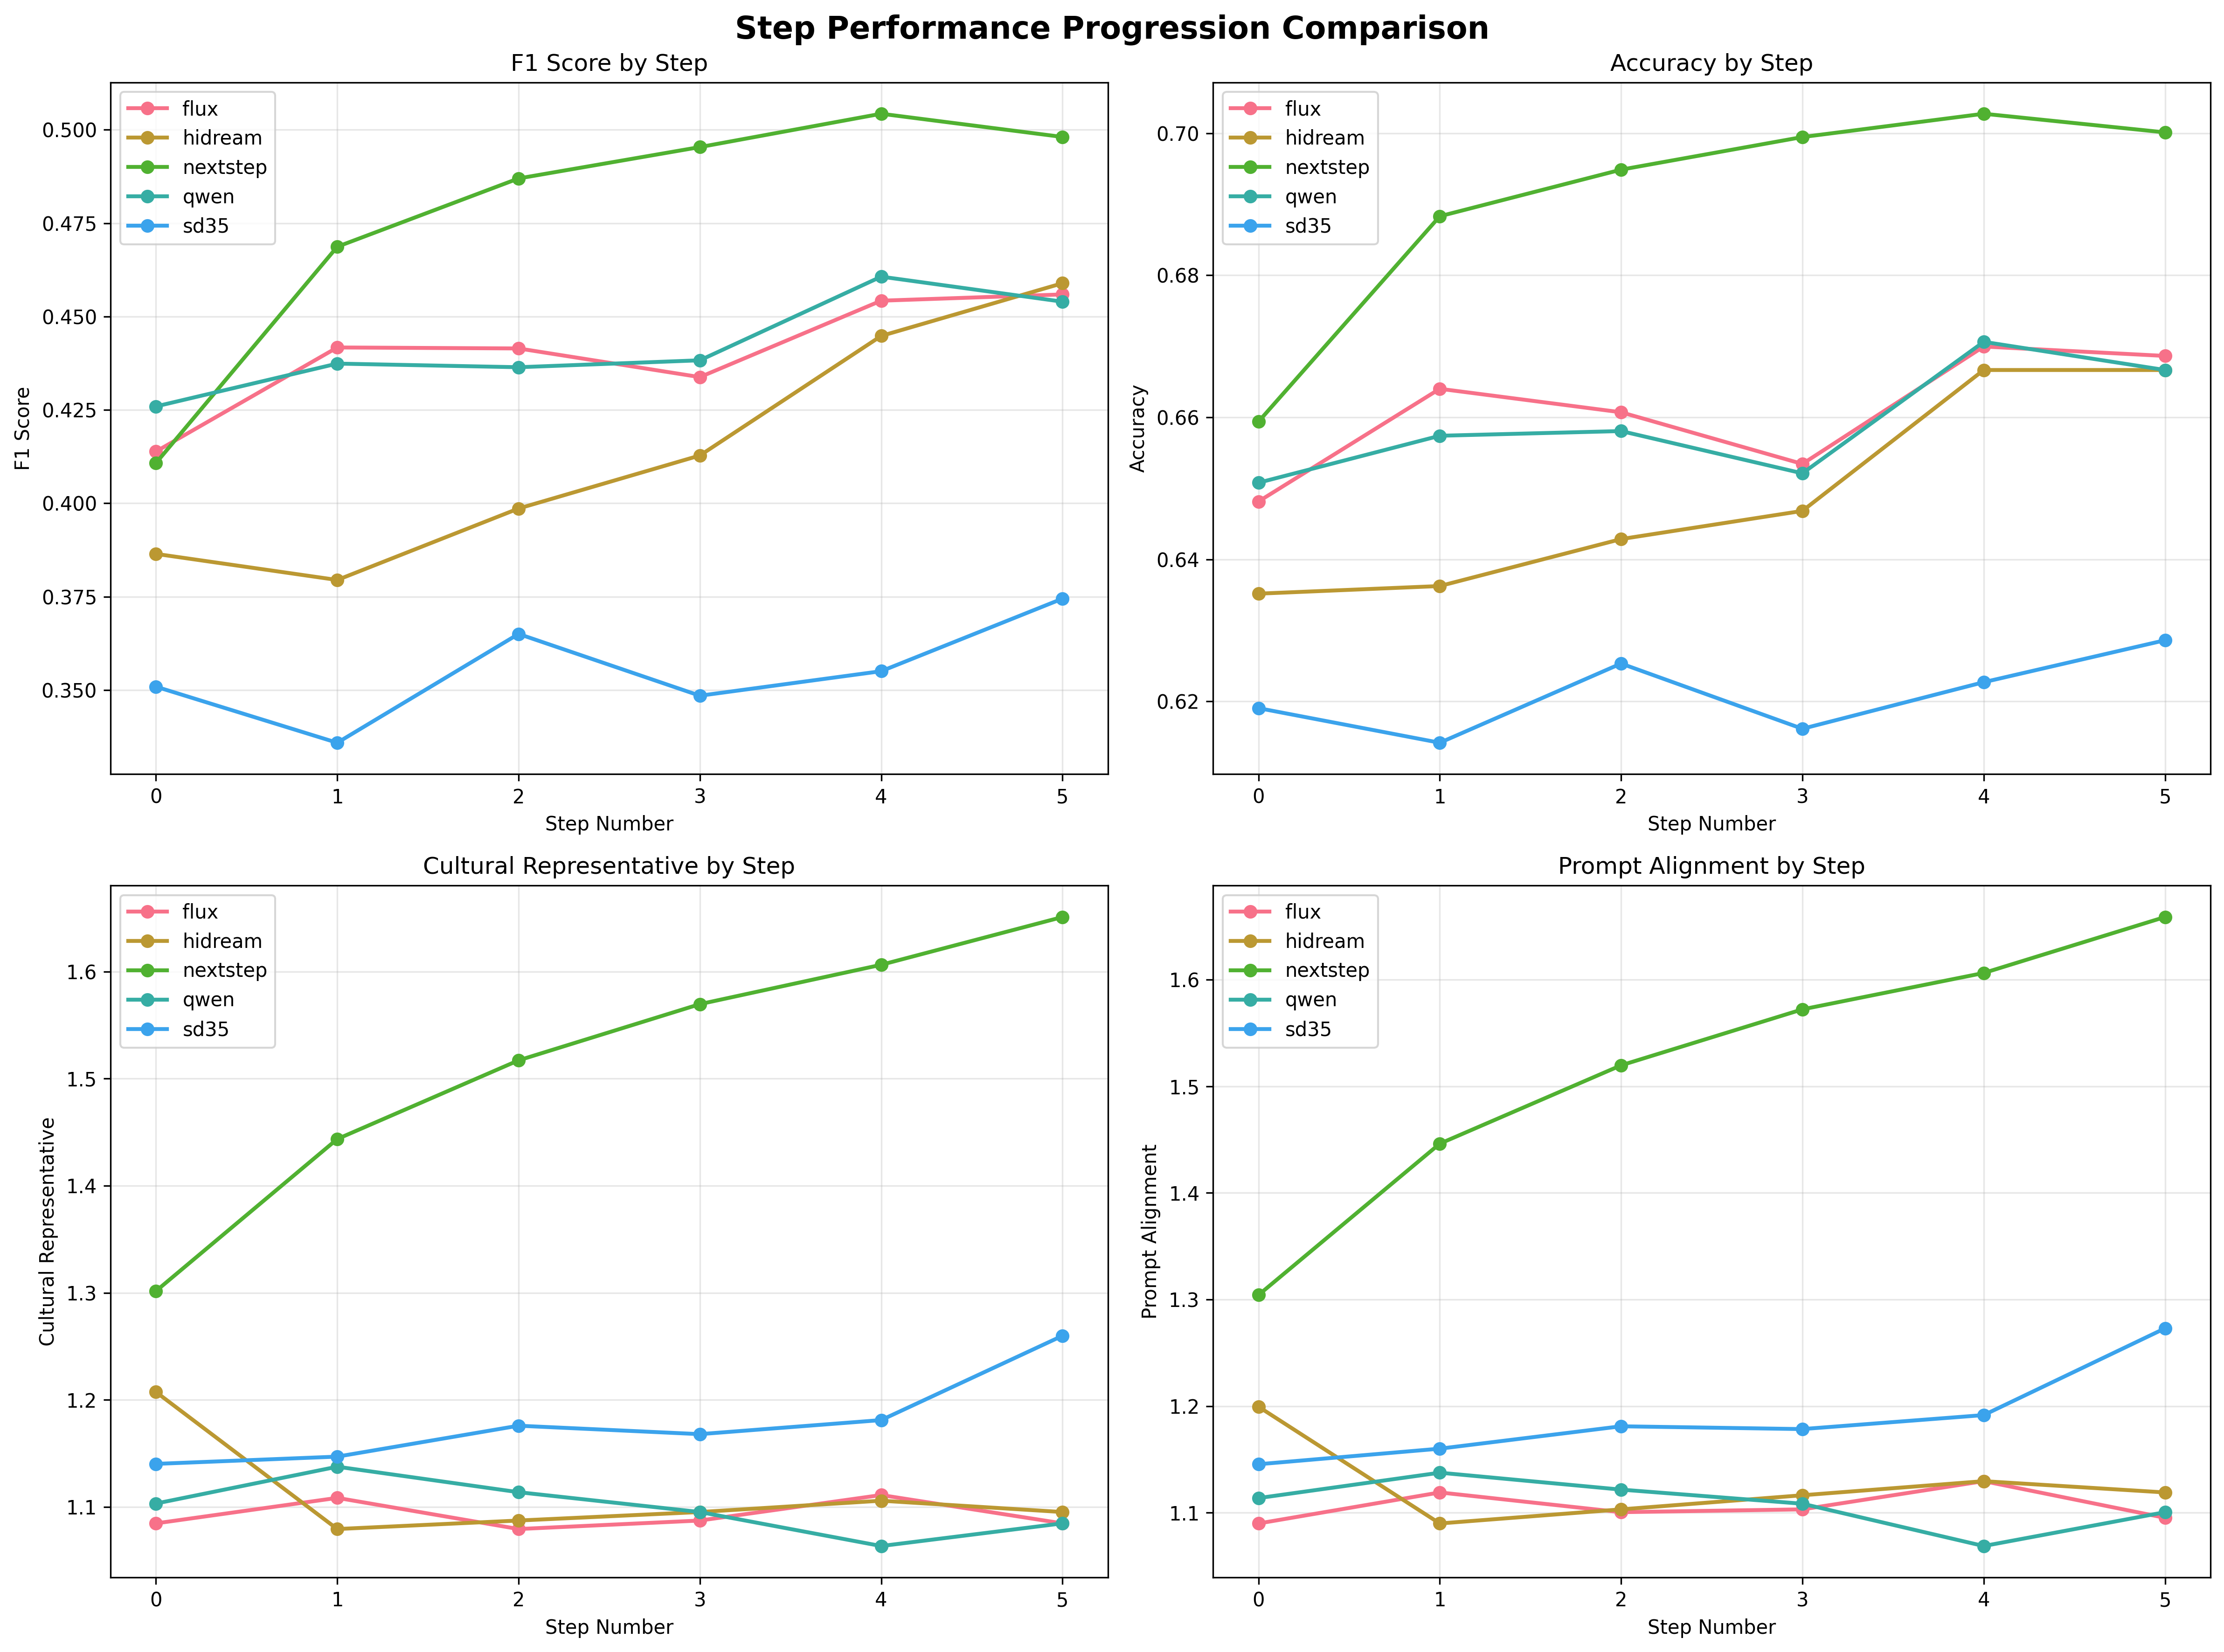 Step Performance Progression Comparison
F1 Score by Step
flux
hidream
nextstep
qwen
sd35
0.500
0.475
0.450
0.425
0.400
0.375
0.350
F1 Score
0 1 2 3 4 5
Step Number
Accuracy by Step
flux
hidream
nextstep
qwen
sd35
0.70
0.68
0.66
0.64
0.62
Accuracy
0 1 2 3 4 5
Step Number
Cultural Representative by Step
flux
hidream
nextstep
qwen
sd35
1.6
1.5
1.4
1.3
1.2
1.1
Cultural Representative
0 1 2 3 4 5
Step Number
Prompt Alignment by Step
flux
hidream
nextstep
qwen
sd35
1.6
1.5
1.4
1.3
1.2
1.1
Prompt Alignment
0 1 2 3 4 5
Step Number